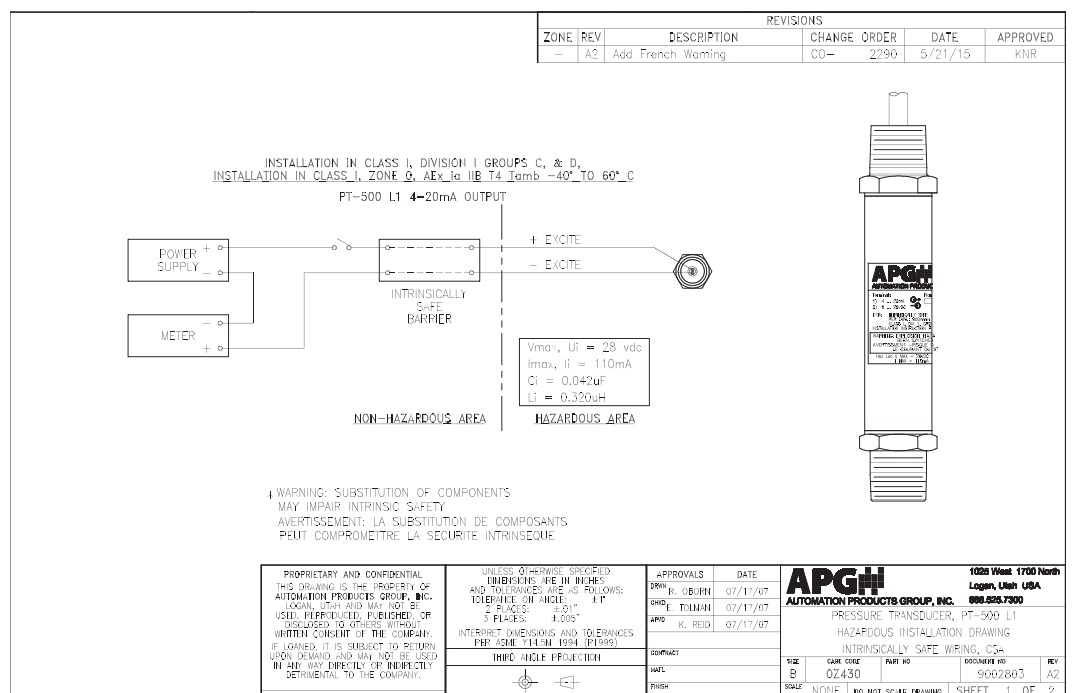 REVISIONS
ZONE REV DESCRIPTION CHANGE ORDER DATE APPROVED
- A2 Add French Warning CO- 2290 5/21/15 KNR
INSTALLATION IN CLASS I, DIVISION I GROUPS C, & D,
INSTALLATION IN CLASS I, ZONE 0, AEx ia IIB T4 Tamb -40° TO 60° C
PT-500 L1 4-20mA OUTPUT
+ EXCITE
POWER +
SUPPLY -
- EXCITE
INTRINSICALLY
SAFE
BARRIER
METER -
+
Vmax, Ui = 28 vdc
Imax, Ii = 110mA
Ci = 0.042uF
Li = 0.320uH
NON-HAZARDOUS AREA
HAZARDOUS AREA
APG
AUTOMATION PRODUC
WARNING: SUBSTITUTION OF COMPONENTS
MAY IMPAIR INTRINSIC SAFETY
AVERTISSEMENT: LA SUBSTITUTION DE COMPOSANTS
PEUT COMPROMEITRE LA SECURITE INTRINSEQUE
PROPRIETARY AND CONFIDENTIAL
THIS DRAWING IS THE PROPERTY OF
AUTOMATION PRODUCTS GROUP, INC.
LOGAN, UTAH AND MAY NOT BE
USED, REPRODUCED, PUBLISHED, OR
DISCLOSED TO OTHERS WITHOUT
WRITTEN CONSENT OF THE COMPANY.
IF LOANED, IT IS SUBJECT TO RETURN
UPON DEMAND AND MAY NOT BE USED
IN ANY WAY DIRECTLY OR INDIRECTLY
DETRIMENTAL TO THE COMPANY.
UNLESS OTHERWISE SPECIFIED
DIMENSIONS ARE IN INCHES
AND TOLERANCES ARE AS FOLLOWS:
TOLERANCE ON ANGLE: ±1°
2 PLACES: ±.01"
3 PLACES: ±.005"
INTERPRET DIMENSIONS AND TOLERANCES
PER ASME Y14.5M 1994 (R1999)
THIRD ANGLE PROJECTION
APPROVALS DATE
DRWN R. OBORN 07/17/07
CHKD E. TOLMAN 07/17/07
APVD K. REID 07/17/07
CONTRACT
MATL
FINISH
APG
AUTOMATION PRODUCTS GROUP, INC.
1025 West 1700 North
Logan, Utah USA
888.525.7300
PRESSURE TRANSDUCER, PT-500 L1
HAZARDOUS INSTALLATION DRAWING
INTRINSICALLY SAFE WIRING, CSA
SIZE CAGE CODE PART NO DOCUMENT NO REV
B 0Z430 9002803 A2
SCALE NONE DO NOT SCALE DRAWING SHEET 1 OF 2